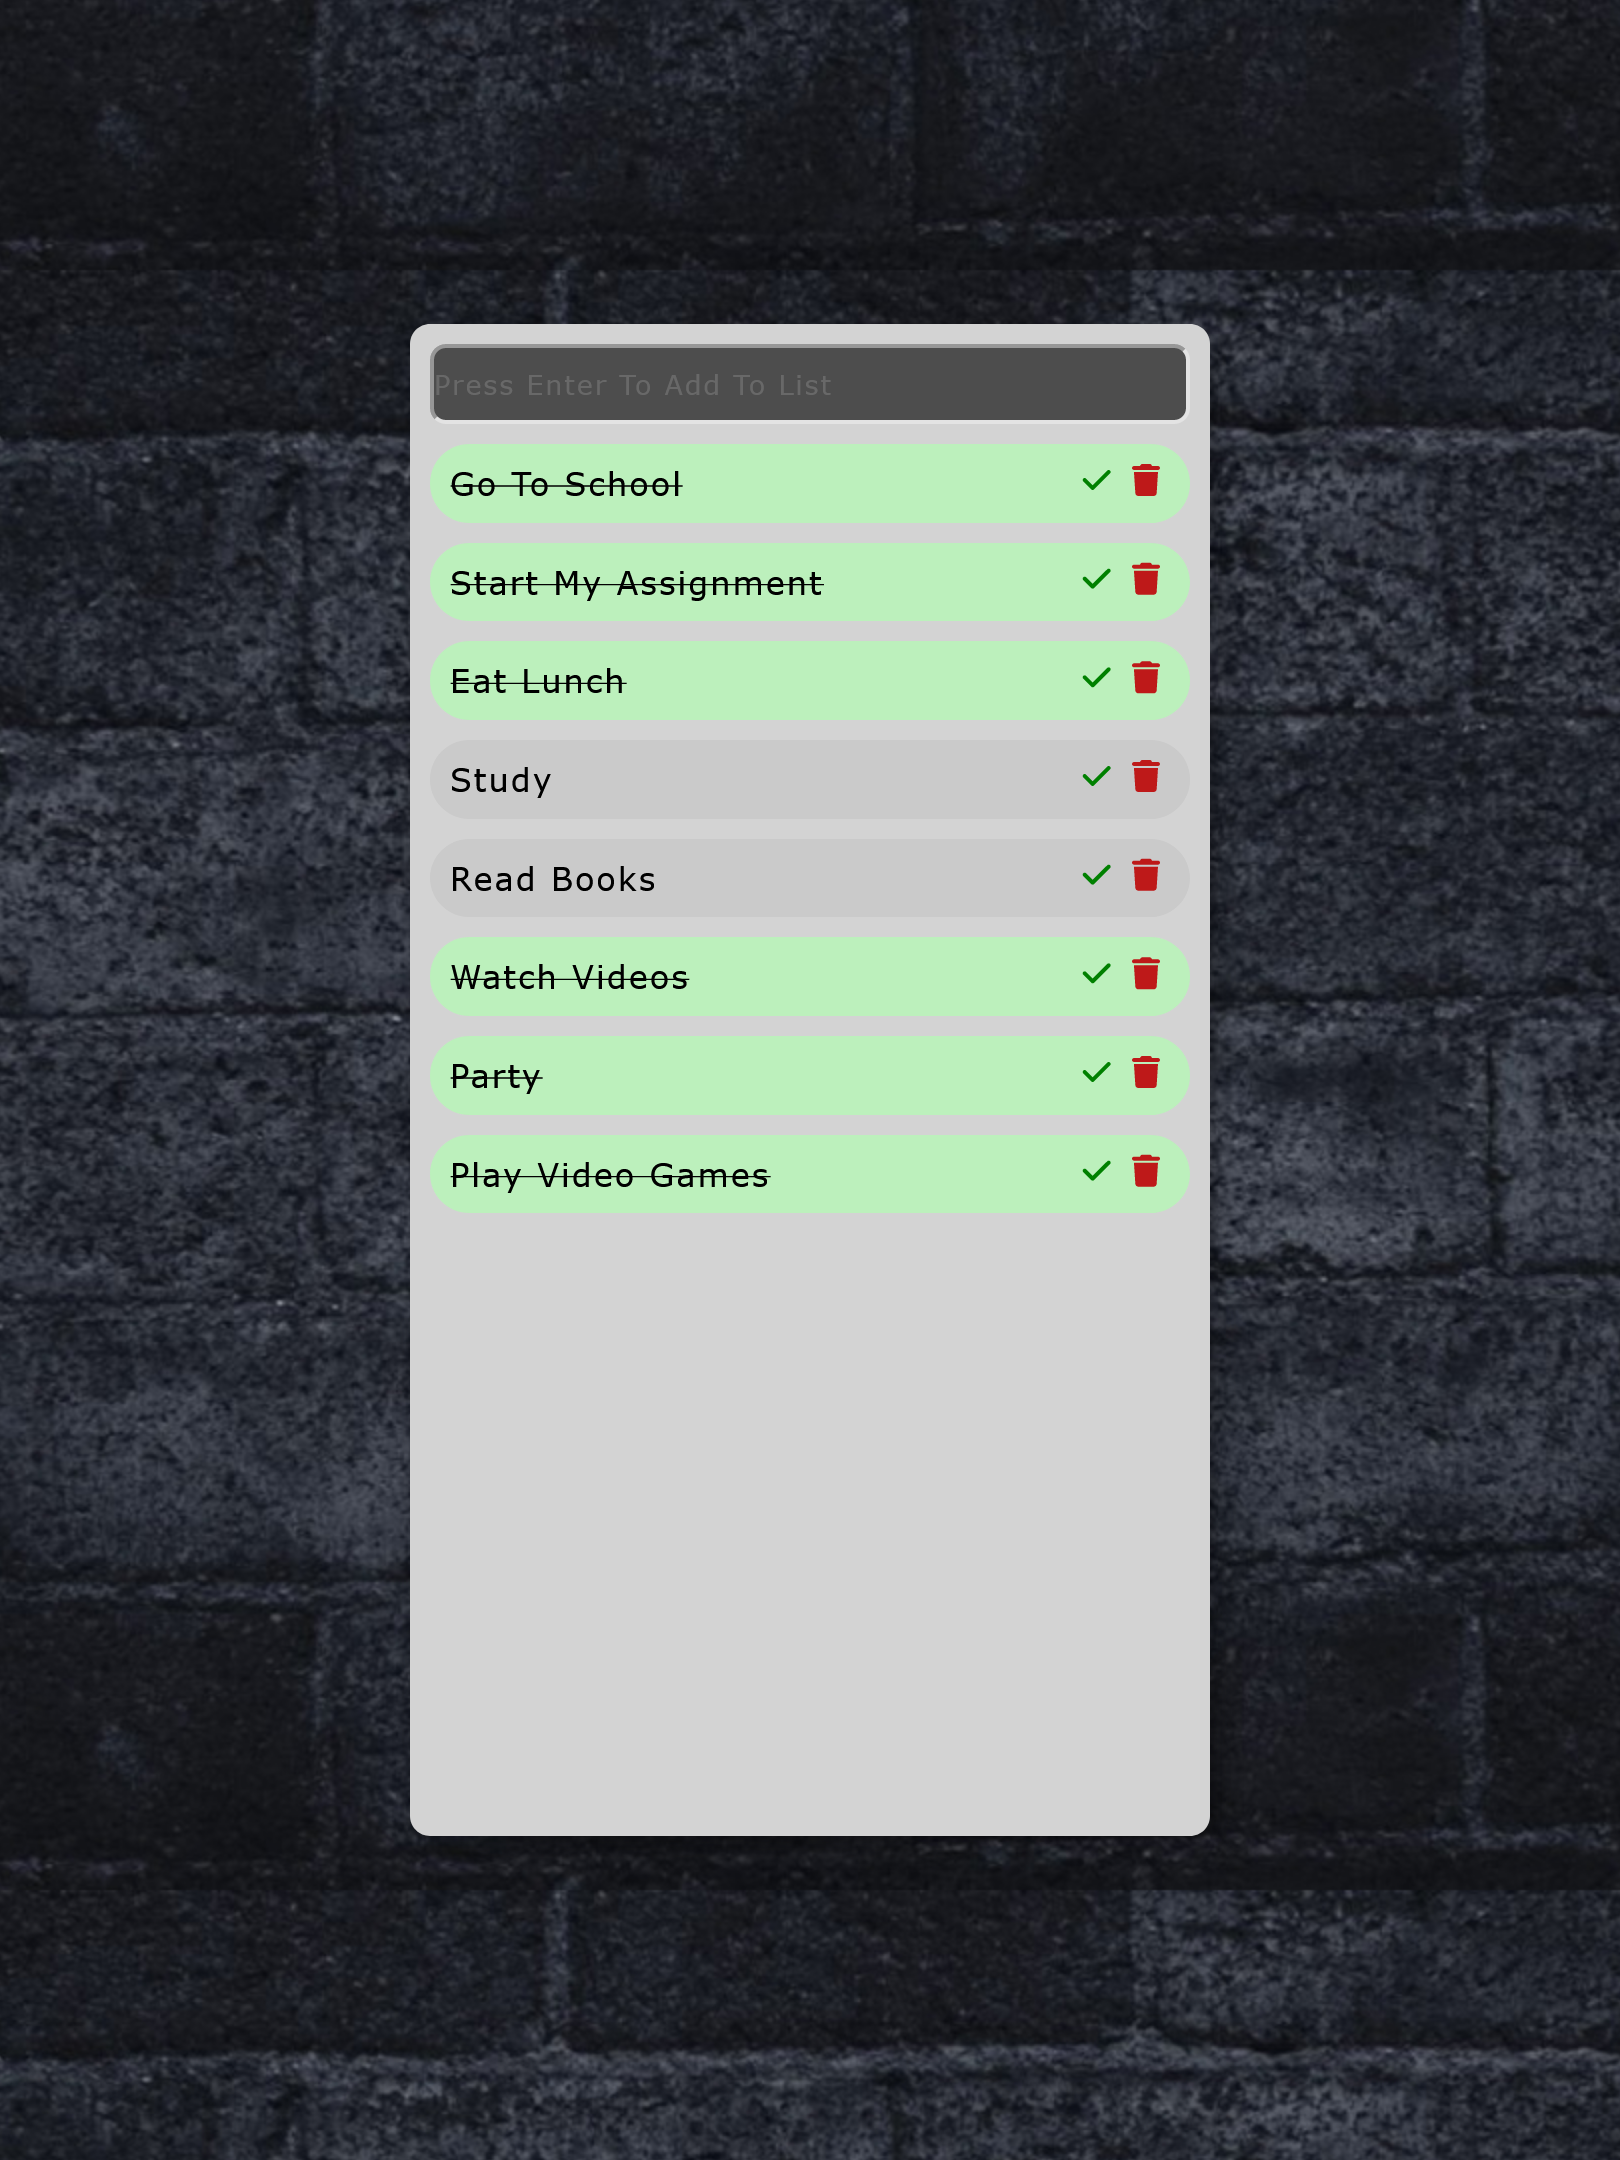 Press Enter To Add To List
Go To School
Start My Assignment
Eat Lunch
Study
Read Books
Watch Videos
Party
Play Video Games